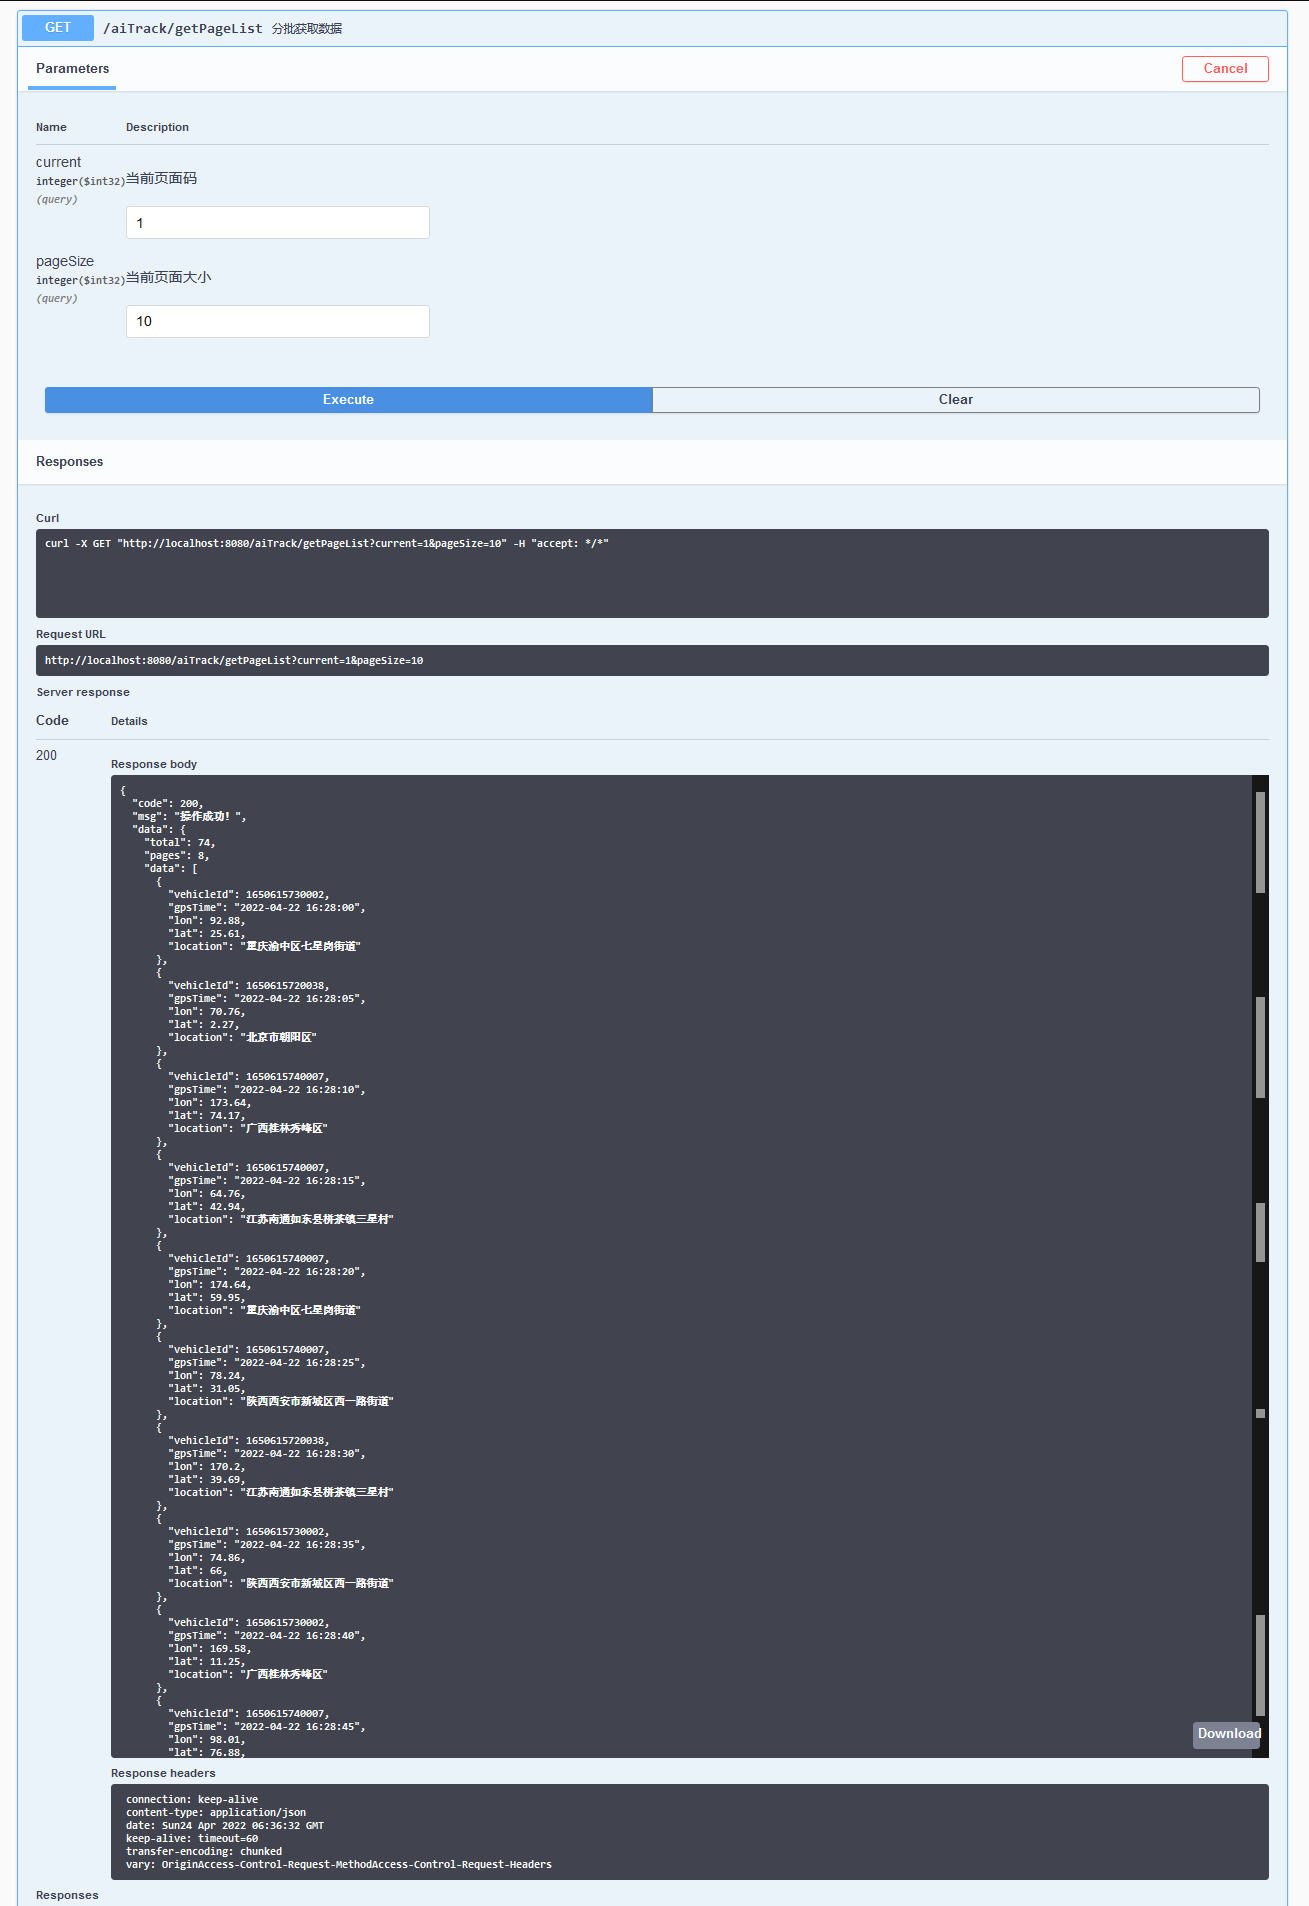 GET /aiTrack/getPageList 分批获取数据
Parameters
Cancel
Name Description
current
integer($int32)
(query)
当前页面码
1
pageSize
integer($int32)
(query)
当前页面大小
10
Execute Clear
Responses
Curl
curl -X GET "http://localhost:8080/aiTrack/getPageList?current=1&pageSize=10" -H "accept: */*"
Request URL
http://localhost:8080/aiTrack/getPageList?current=1&pageSize=10
Server response
Code Details
200
Response body
{
"code": 200,
"msg": "操作成功！",
"data": {
"total": 74,
"pages": 8,
"data": [
{
"vehicleId": 1650615730002,
"gpsTime": "2022-04-22 16:28:00",
"lon": 92.88,
"lat": 25.61,
"location": "重庆渝中区七星岗街道"
},
{
"vehicleId": 1650615720038,
"gpsTime": "2022-04-22 16:28:05",
"lon": 70.76,
"lat": 2.27,
"location": "北京市朝阳区"
},
{
"vehicleId": 1650615740007,
"gpsTime": "2022-04-22 16:28:10",
"lon": 173.64,
"lat": 74.17,
"location": "广西桂林秀峰区"
},
{
"vehicleId": 1650615740007,
"gpsTime": "2022-04-22 16:28:15",
"lon": 64.76,
"lat": 42.94,
"location": "江苏南通如东县栟茶镇三星村"
},
{
"vehicleId": 1650615740007,
"gpsTime": "2022-04-22 16:28:20",
"lon": 174.64,
"lat": 59.95,
"location": "重庆渝中区七星岗街道"
},
{
"vehicleId": 1650615740007,
"gpsTime": "2022-04-22 16:28:25",
"lon": 78.24,
"lat": 31.05,
"location": "陕西西安市新城区西一路街道"
},
{
"vehicleId": 1650615720038,
"gpsTime": "2022-04-22 16:28:30",
"lon": 170.2,
"lat": 39.69,
"location": "江苏南通如东县栟茶镇三星村"
},
{
"vehicleId": 1650615730002,
"gpsTime": "2022-04-22 16:28:35",
"lon": 74.86,
"lat": 66,
"location": "陕西西安市新城区西一路街道"
},
{
"vehicleId": 1650615730002,
"gpsTime": "2022-04-22 16:28:40",
"lon": 169.58,
"lat": 11.25,
"location": "广西桂林秀峰区"
},
{
"vehicleId": 1650615740007,
"gpsTime": "2022-04-22 16:28:45",
"lon": 98.01,
"lat": 76.88,
Download
Response headers
connection: keep-alive
content-type: application/json
date: Sun24 Apr 2022 06:36:32 GMT
keep-alive: timeout=60
transfer-encoding: chunked
vary: OriginAccess-Control-Request-MethodAccess-Control-Request-Headers
Responses